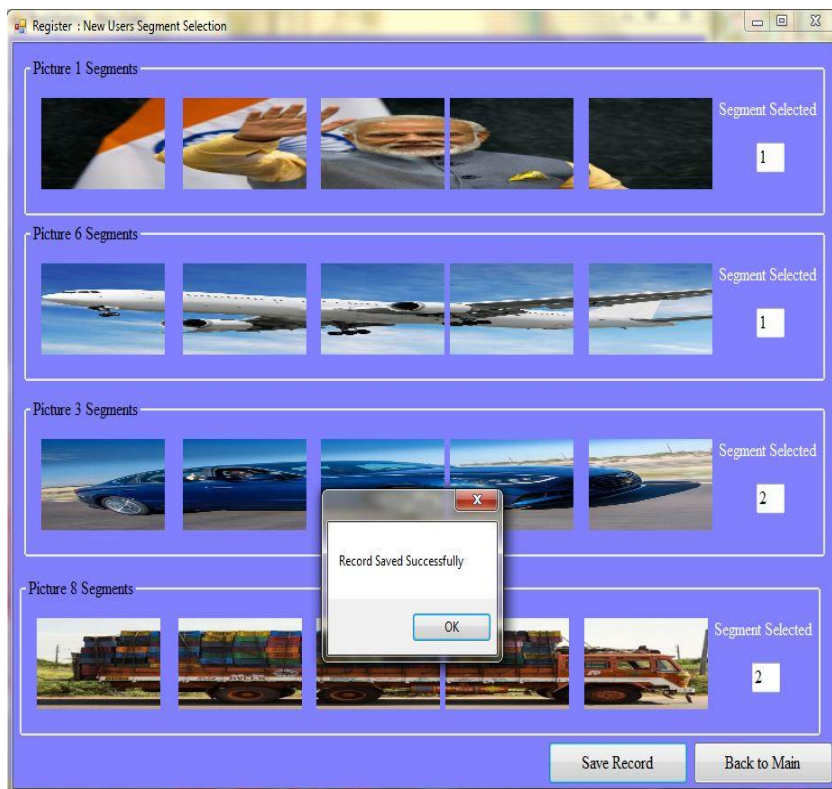 Register : New Users Segment Selection
Picture 1 Segments
Segment Selected
1
Picture 6 Segments
Segment Selected
1
Picture 3 Segments
Segment Selected
2
X
Record Saved Successfully
OK
Picture 8 Segments
Segment Selected
2
Save Record
Back to Main